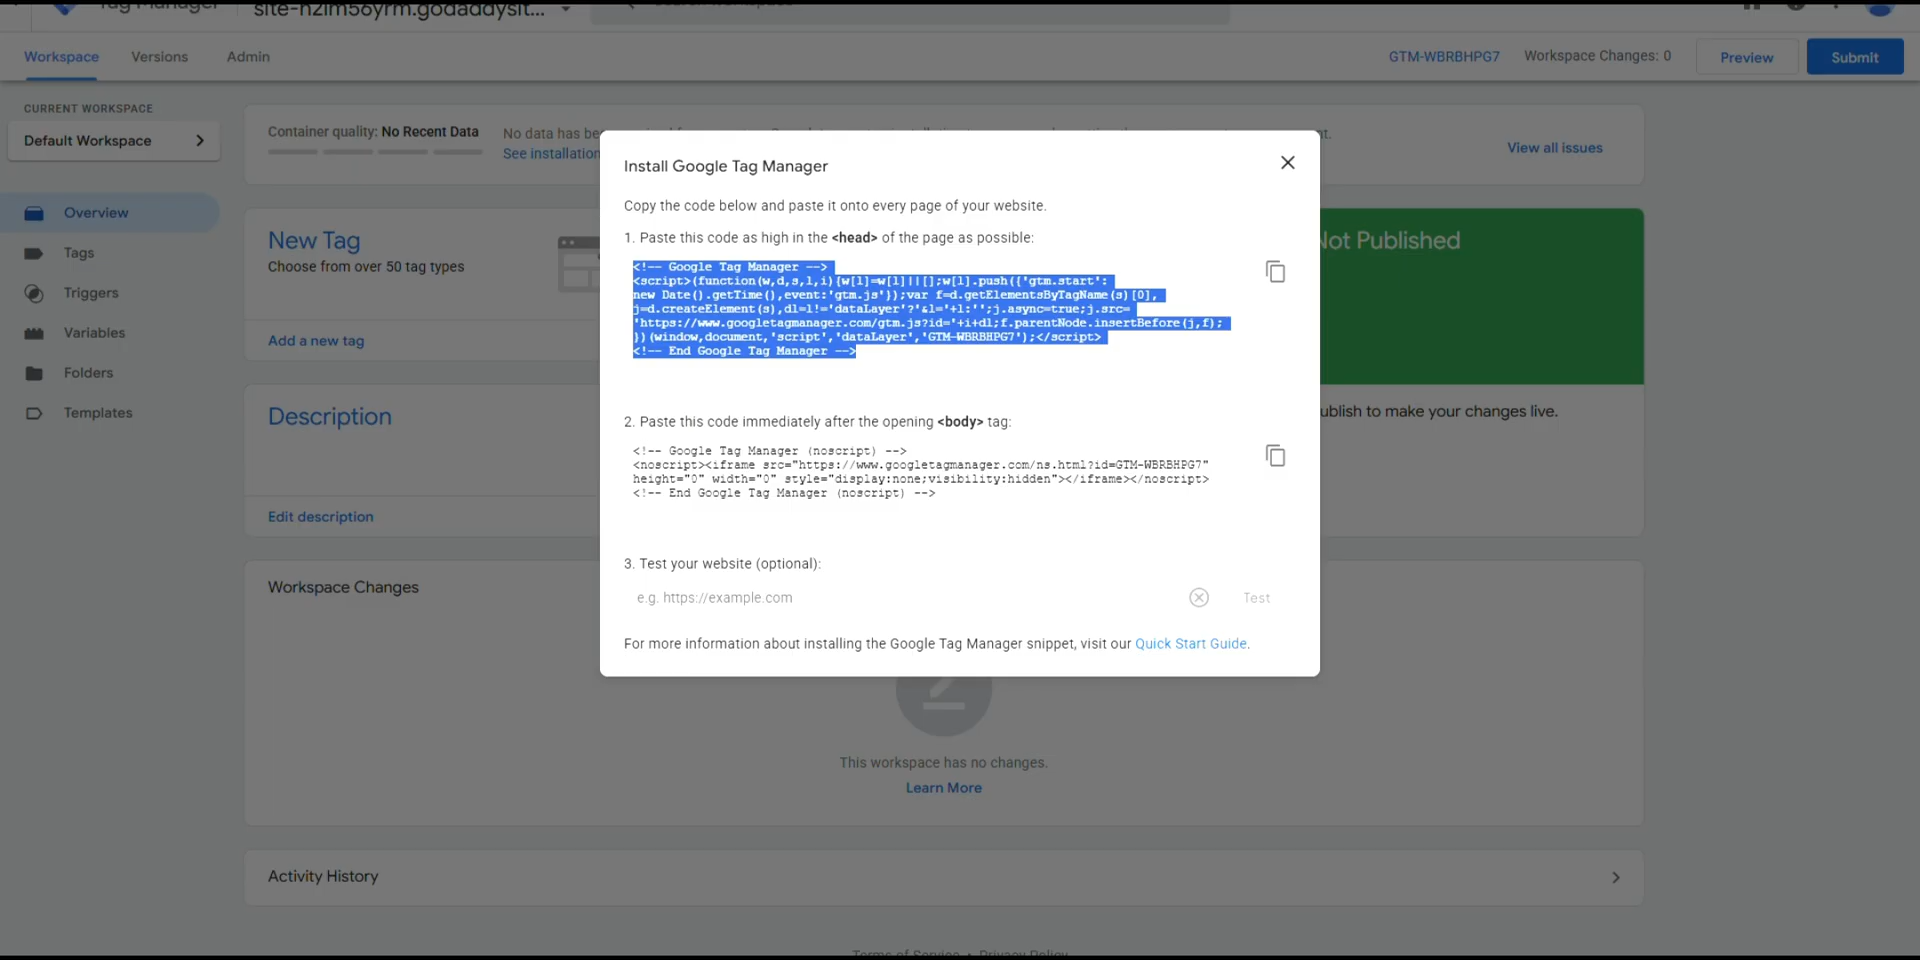 Tag Manager
site-n2lm56yrm.godaddysit...
Workspace
Versions
Admin
GTM-WBRBHPG7
Workspace Changes: 0
Preview
Submit
CURRENT WORKSPACE
Default Workspace
Overview
Tags
Triggers
Variables
Folders
Templates
Container quality: No Recent Data
No data has be
See installation
View all issues
New Tag
Choose from over 50 tag types
Add a new tag
Not Published
ublish to make your changes live.
Description
Edit description
Install Google Tag Manager
Copy the code below and paste it onto every page of your website.
1. Paste this code as high in the <head> of the page as possible:
<!-- Google Tag Manager -->
<script>(function(w,d,s,l,i){w[l]=w[l]||[];w[l].push({'gtm.start':
new Date().getTime(),event:'gtm.js'});var f=d.getElementsByTagName(s)[0],
j=d.createElement(s),dl=l!='dataLayer'?'&l='+l:'';j.async=true;j.src=
'https://www.googletagmanager.com/gtm.js?id='+i+dl;f.parentNode.insertBefore(j,f);
})(window,document,'script','dataLayer','GTM-WBRBHPG7');</script>
<!-- End Google Tag Manager -->
2. Paste this code immediately after the opening <body> tag:
<!-- Google Tag Manager (noscript) -->
<noscript><iframe src="https://www.googletagmanager.com/ns.html?id=GTM-WBRBHPG7"
height="0" width="0" style="display:none;visibility:hidden"></iframe></noscript>
<!-- End Google Tag Manager (noscript) -->
3. Test your website (optional):
e.g. https://example.com
Test
For more information about installing the Google Tag Manager snippet, visit our Quick Start Guide.
Workspace Changes
This workspace has no changes.
Learn More
Activity History
Terms of Service • Privacy Policy